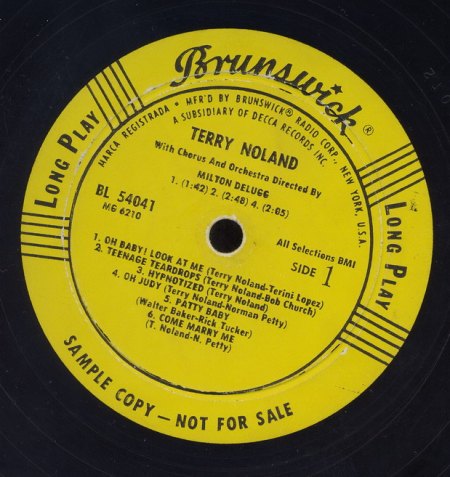 Brunswick ®
LONG PLAY
LONG PLAY
MARCA REGISTRADA • MFR'D BY BRUNSWICK® RADIO CORP., NEW YORK, U.S.A.
A SUBSIDIARY OF DECCA RECORDS INC.
TERRY NOLAND
With Chorus And Orchestra Directed By
MILTON DELUGG
1. (1:42) 2. (2:48) 4. (2:05)
BL 54041
MG 6210
All Selections BMI
SIDE 1
1. OH BABY! LOOK AT ME (Terry Noland-Terini Lopez)
2. TEENAGE TEARDROPS (Terry Noland-Bob Church)
3. HYPNOTIZED
4. OH JUDY (Terry Noland-Norman Petty)
5. PATTY BABY
(Walter Baker-Rick Tucker)
6. COME MARRY ME
(T. Noland-N. Petty)
SAMPLE COPY — NOT FOR SALE